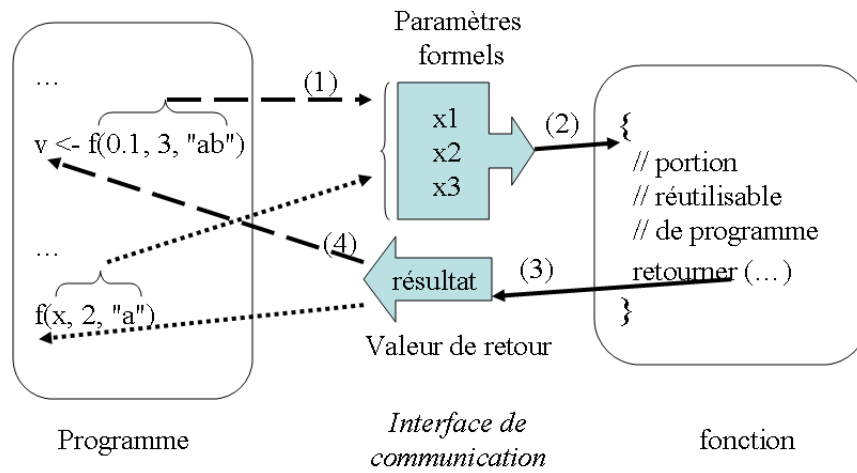 Paramètres
formels
...
(1)
v <- f(0.1, 3, "ab")
x1
x2
x3
(2)
{
// portion
// réutilisable
// de programme
retourner (...)
}
...
(4)
résultat
(3)
f(x, 2, "a")
Valeur de retour
Programme
Interface de
communication
fonction